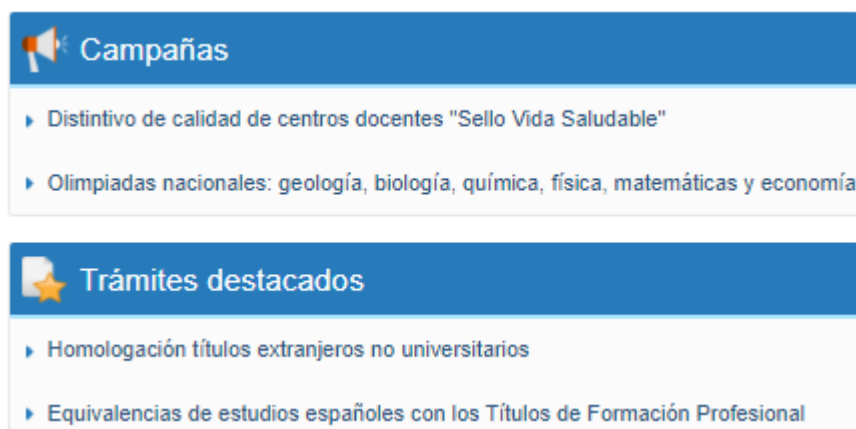 Campañas
Distintivo de calidad de centros docentes "Sello Vida Saludable"
Olimpiadas nacionales: geología, biología, química, física, matemáticas y economía
Trámites destacados
Homologación títulos extranjeros no universitarios
Equivalencias de estudios españoles con los Títulos de Formación Profesional